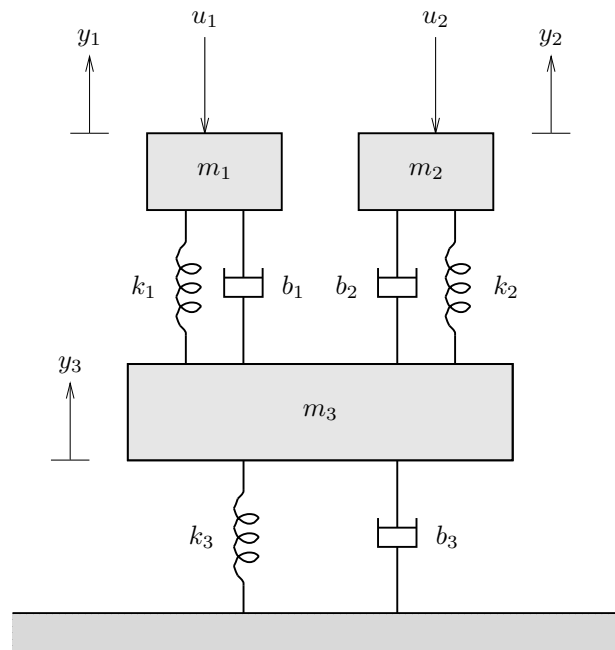 u₁ u₂
y₁ y₂
m₁ m₂
k₁ b₁ b₂ k₂
y₃
m₃
k₃ b₃